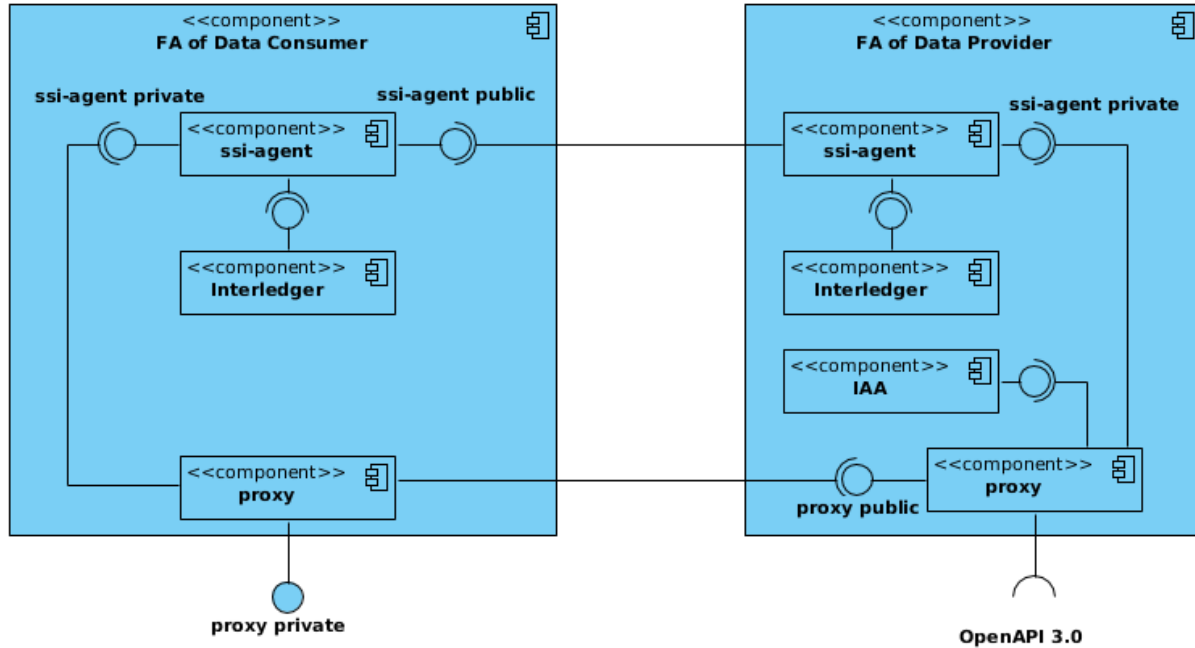 <<component>>
FA of Data Consumer
ssi-agent private
ssi-agent public
<<component>>
ssi-agent
<<component>>
Interledger
<<component>>
proxy
proxy private
<<component>>
FA of Data Provider
ssi-agent private
<<component>>
ssi-agent
<<component>>
Interledger
<<component>>
IAA
<<component>>
proxy
proxy public
OpenAPI 3.0